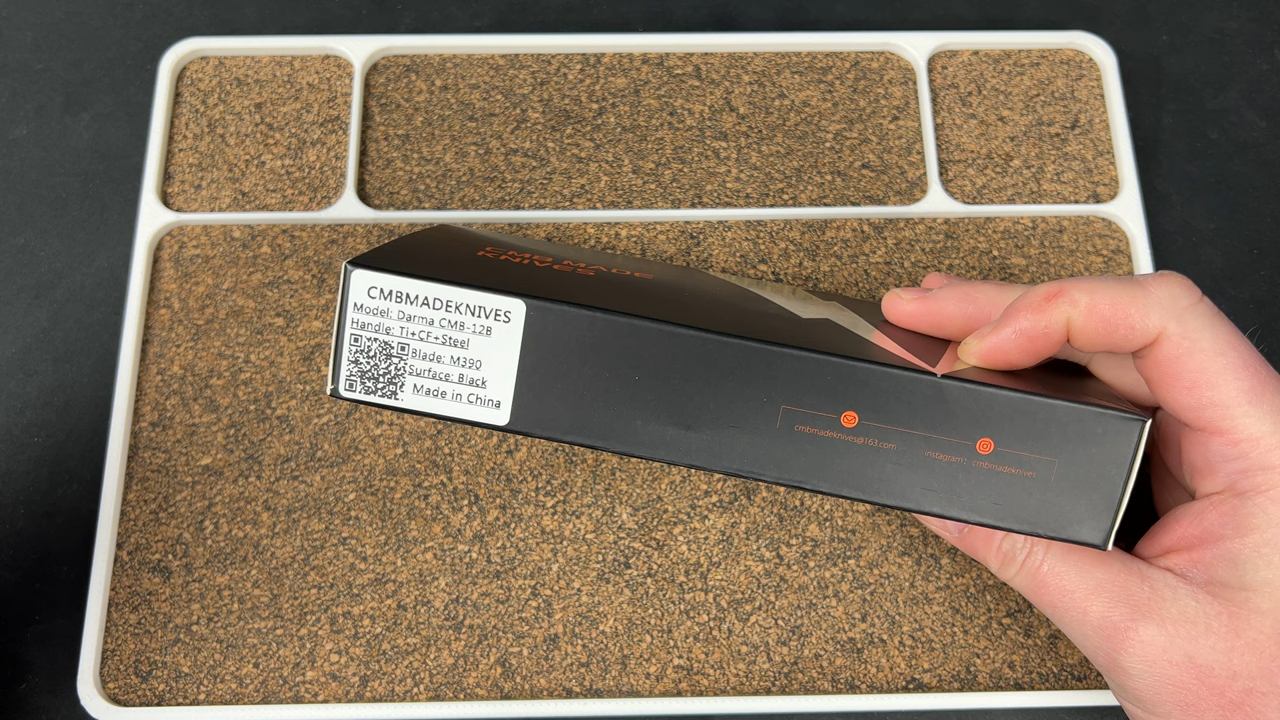 CMB MADE
KNIVES
CMBMADEKNIVES
Model: Darma CMB-12B
Handle: Ti+CF+Steel
Blade: M390
Surface: Black
Made in China
cmbmadeknives@163.com
instagram: cmbmadeknives